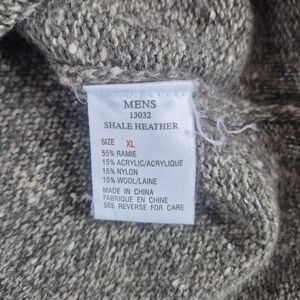 MENS
13032
SHALE HEATHER
SIZE XL
55% RAMIE
15% ACRYLIC/ACRYLIQUE
15% NYLON
15% WOOL/LAINE
MADE IN CHINA
FABRIQUE EN CHINE
SEE REVERSE FOR CARE